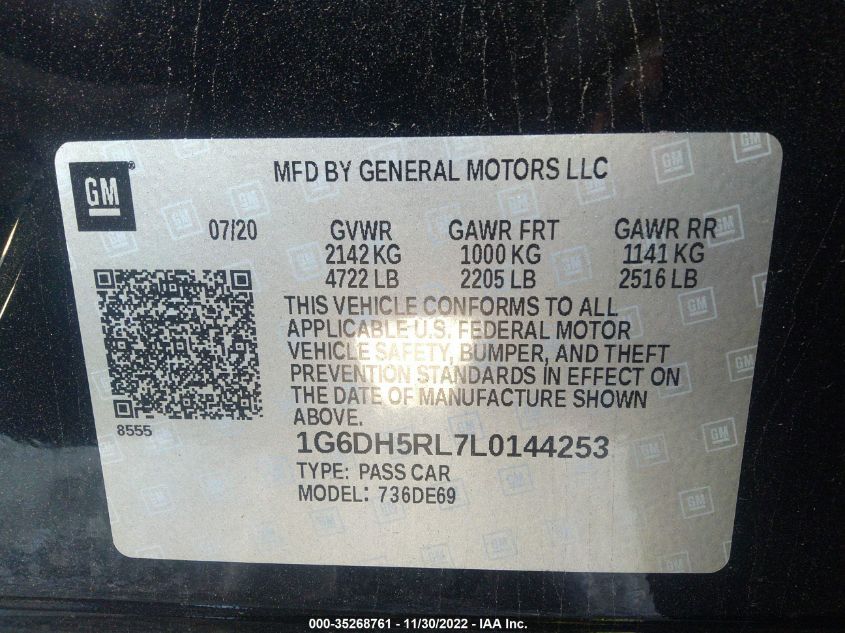 MFD BY GENERAL MOTORS LLC
GM
07/20 GVWR GAWR FRT GAWR RR
2142 KG 1000 KG 1141 KG
4722 LB 2205 LB 2516 LB
THIS VEHICLE CONFORMS TO ALL
APPLICABLE U.S. FEDERAL MOTOR
VEHICLE SAFETY, BUMPER, AND THEFT
PREVENTION STANDARDS IN EFFECT ON
THE DATE OF MANUFACTURE SHOWN
ABOVE.
8555
1G6DH5RL7L0144253
TYPE: PASS CAR
MODEL: 736DE69
000-35268761 - 11/30/2022 - IAA Inc.